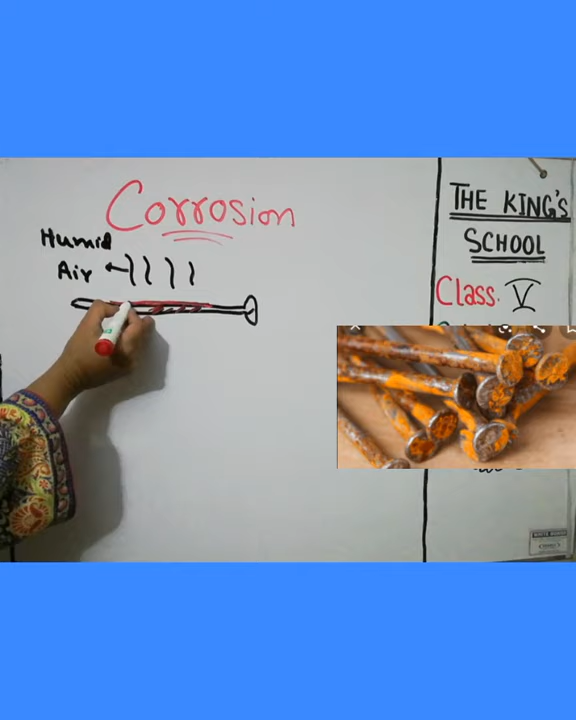 Corrosion
Humid
Air
THE KING'S
SCHOOL
Class. V